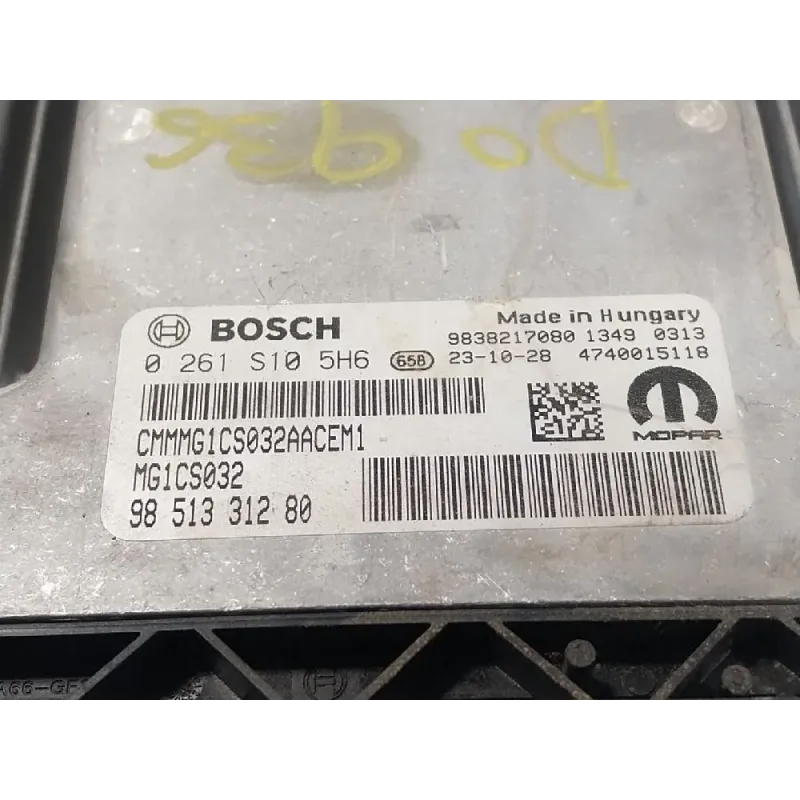 DO 936
BOSCH
Made in Hungary
0 261 S10 5H6 658
9838217080 1349 0313
23-10-28 4740015118
CMMMG1CS032AACEM1
MG1CS032
98 513 312 80
MOPAR